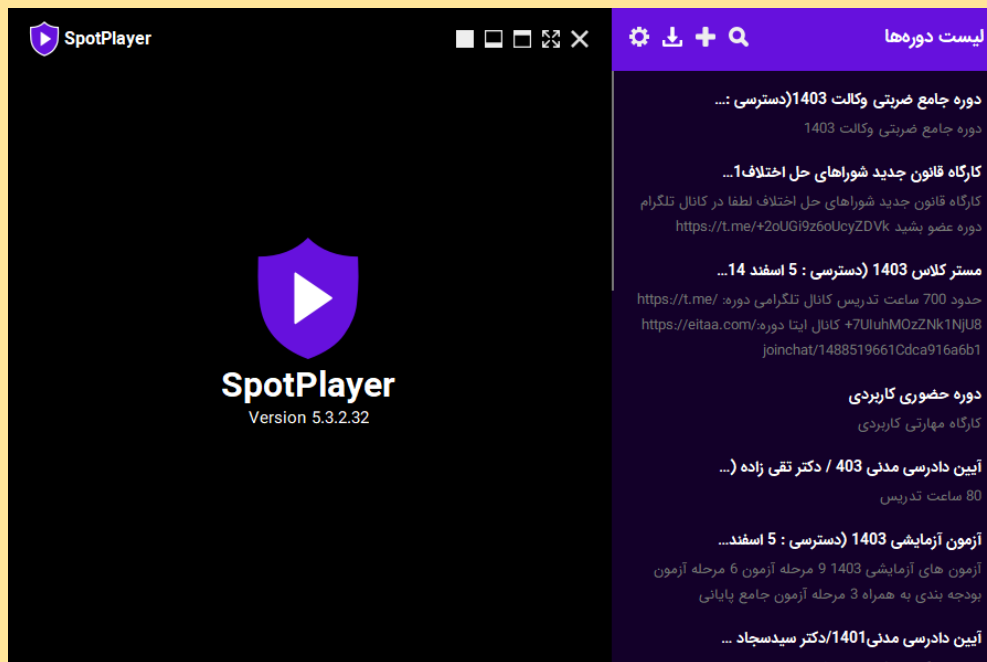 SpotPlayer
لیست دوره‌ها
دوره جامع ضربتی وکالت 1403(دسترسی :...
دوره جامع ضربتی وکالت 1403
کارگاه قانون جدید شوراهای حل اختلاف1...
کارگاه قانون جدید شوراهای حل اختلاف لطفا در کانال تلگرام
دوره عضو بشید https://t.me/+2oUGi9z6oUcyZDVk
مستر کلاس 1403 (دسترسی : 5 اسفند 14...
حدود 700 ساعت تدریس کانال تلگرامی دوره: https://t.me/
+7UIuhMOzZNk1NjU8 کانال ایتا دوره:https://eitaa.com/
joinchat/1488519661Cdca916a6b1
دوره حضوری کاربردی
کارگاه مهارتی کاربردی
آیین دادرسی مدنی 403 / دکتر تقی زاده (...
80 ساعت تدریس
آزمون آزمایشی 1403 (دسترسی : 5 اسفند...
آزمون های آزمایشی 1403 9 مرحله آزمون 6 مرحله آزمون
بودجه بندی به همراه 3 مرحله آزمون جامع پایانی
آیین دادرسی مدنی1401/دکتر سیدسجاد ...
SpotPlayer
Version 5.3.2.32